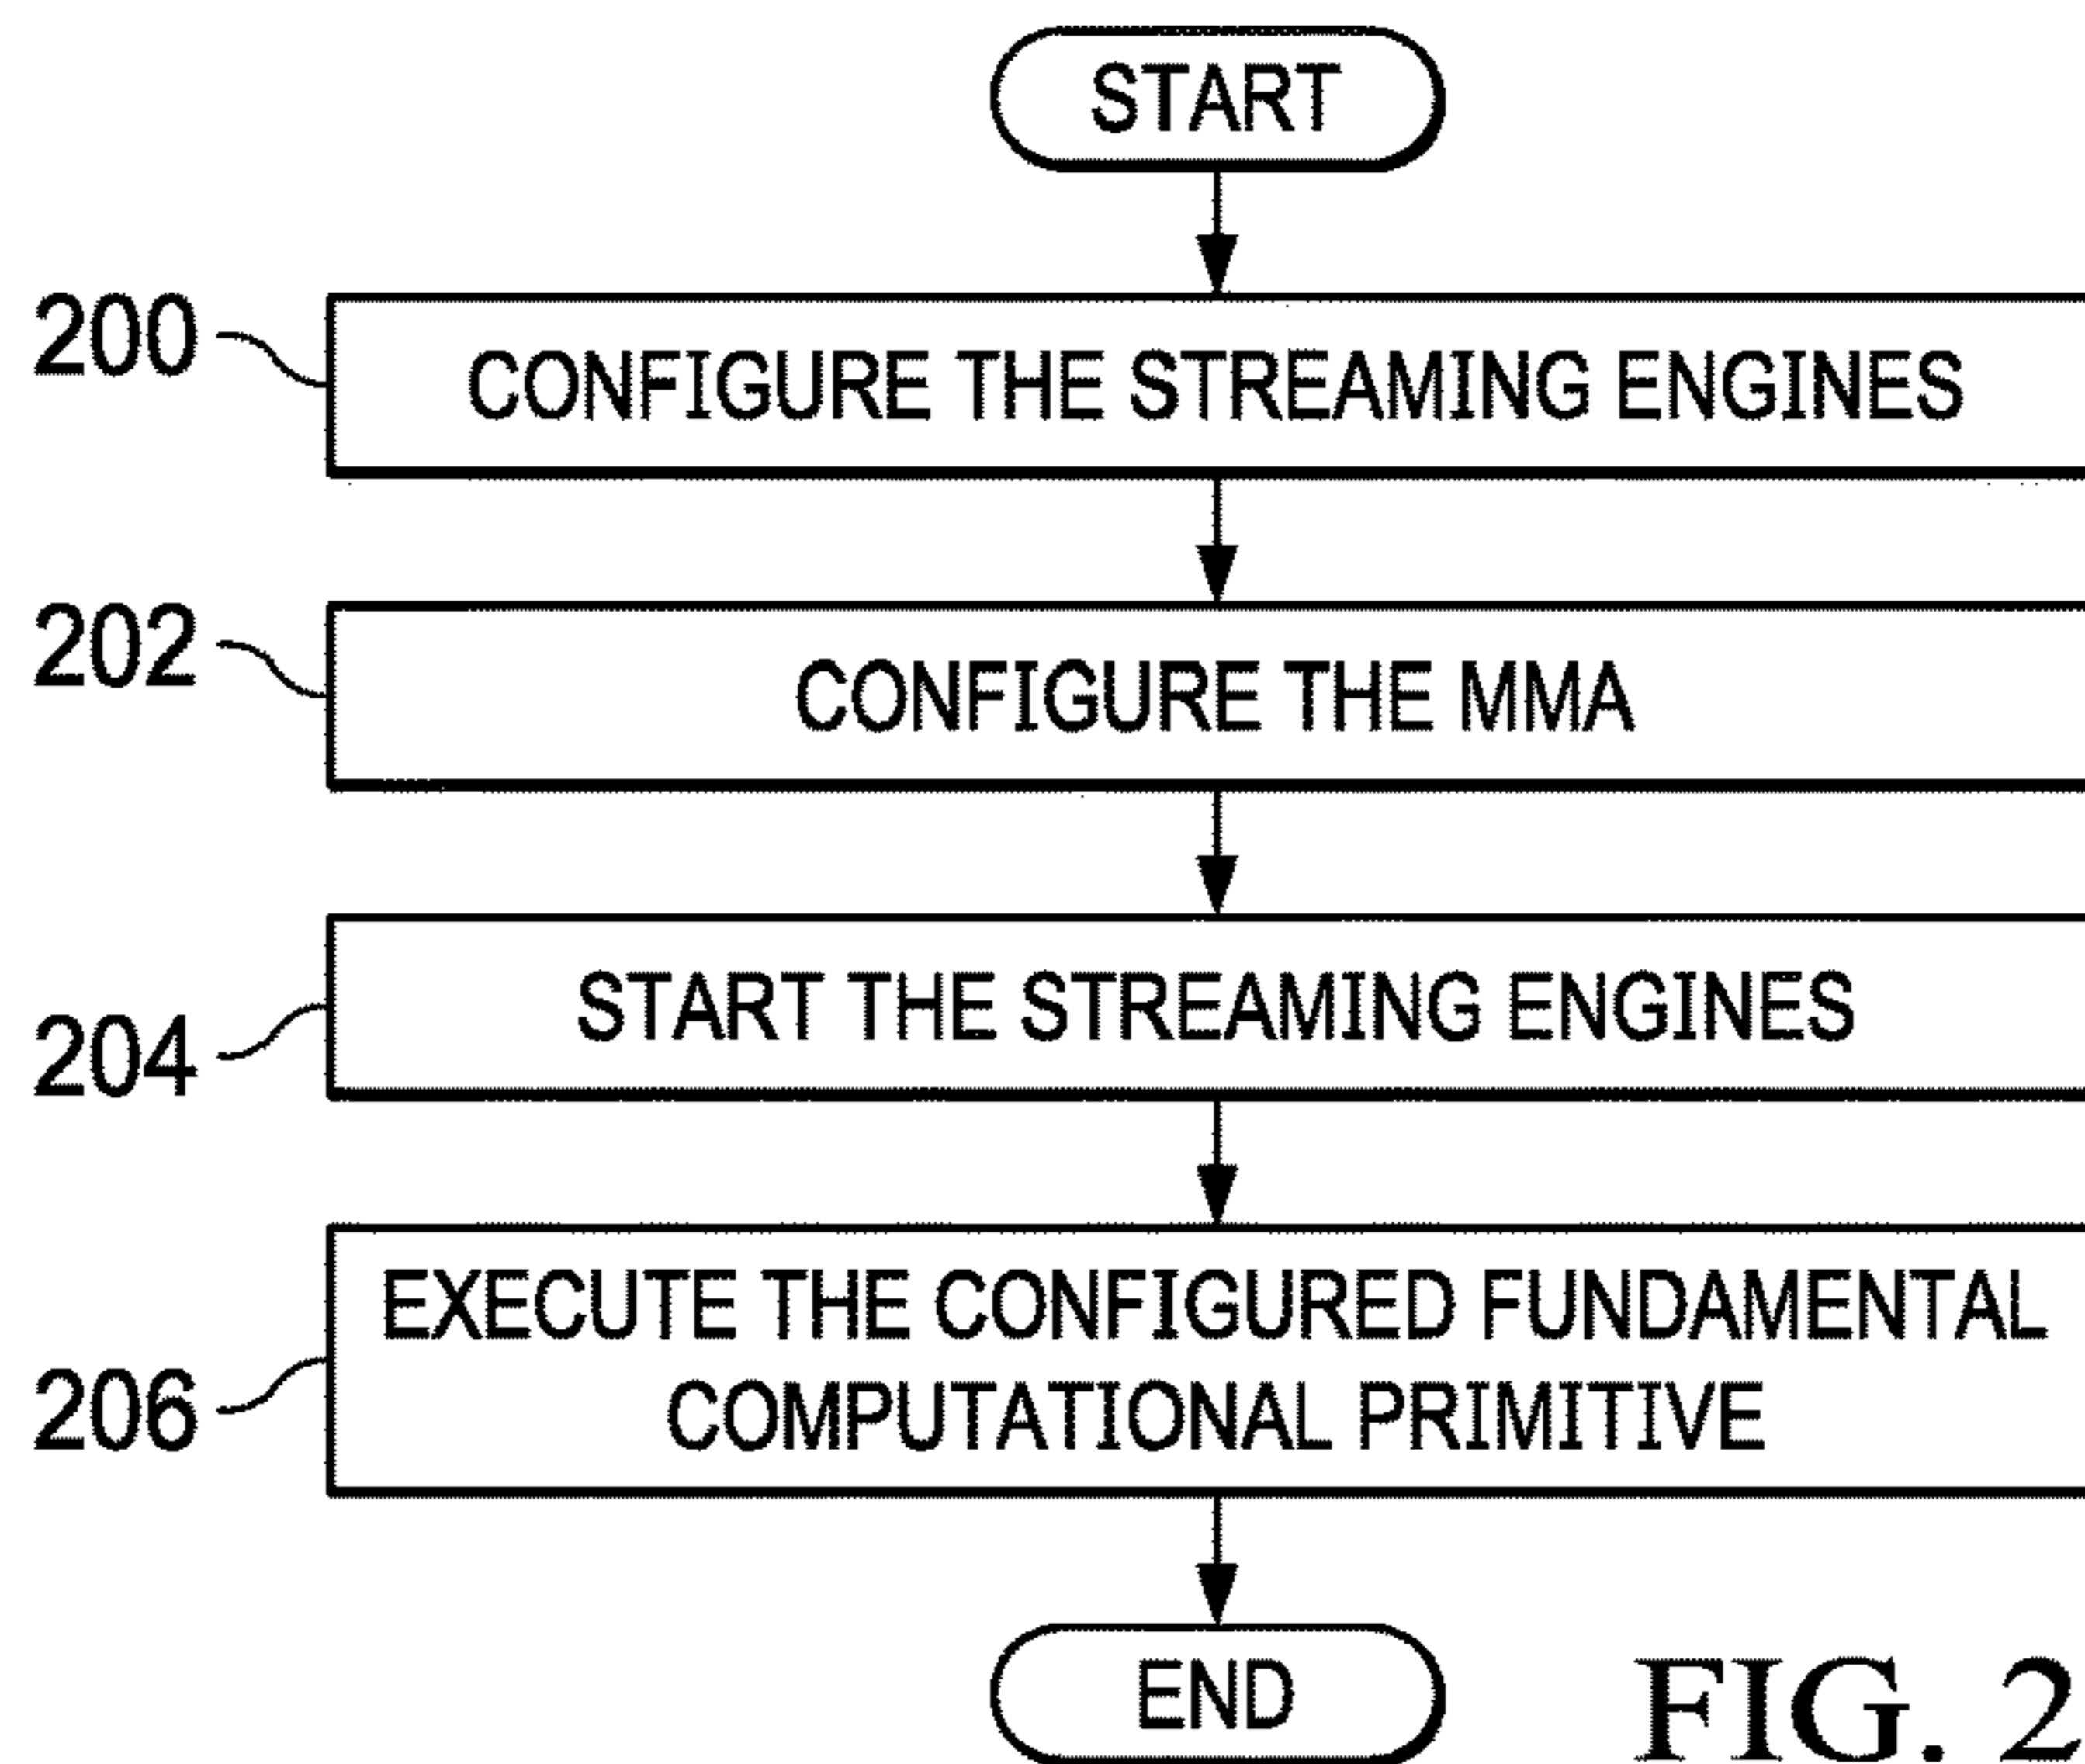 START
200
CONFIGURE THE STREAMING ENGINES
202
CONFIGURE THE MMA
204
START THE STREAMING ENGINES
206
EXECUTE THE CONFIGURED FUNDAMENTAL
COMPUTATIONAL PRIMITIVE
END
FIG. 2